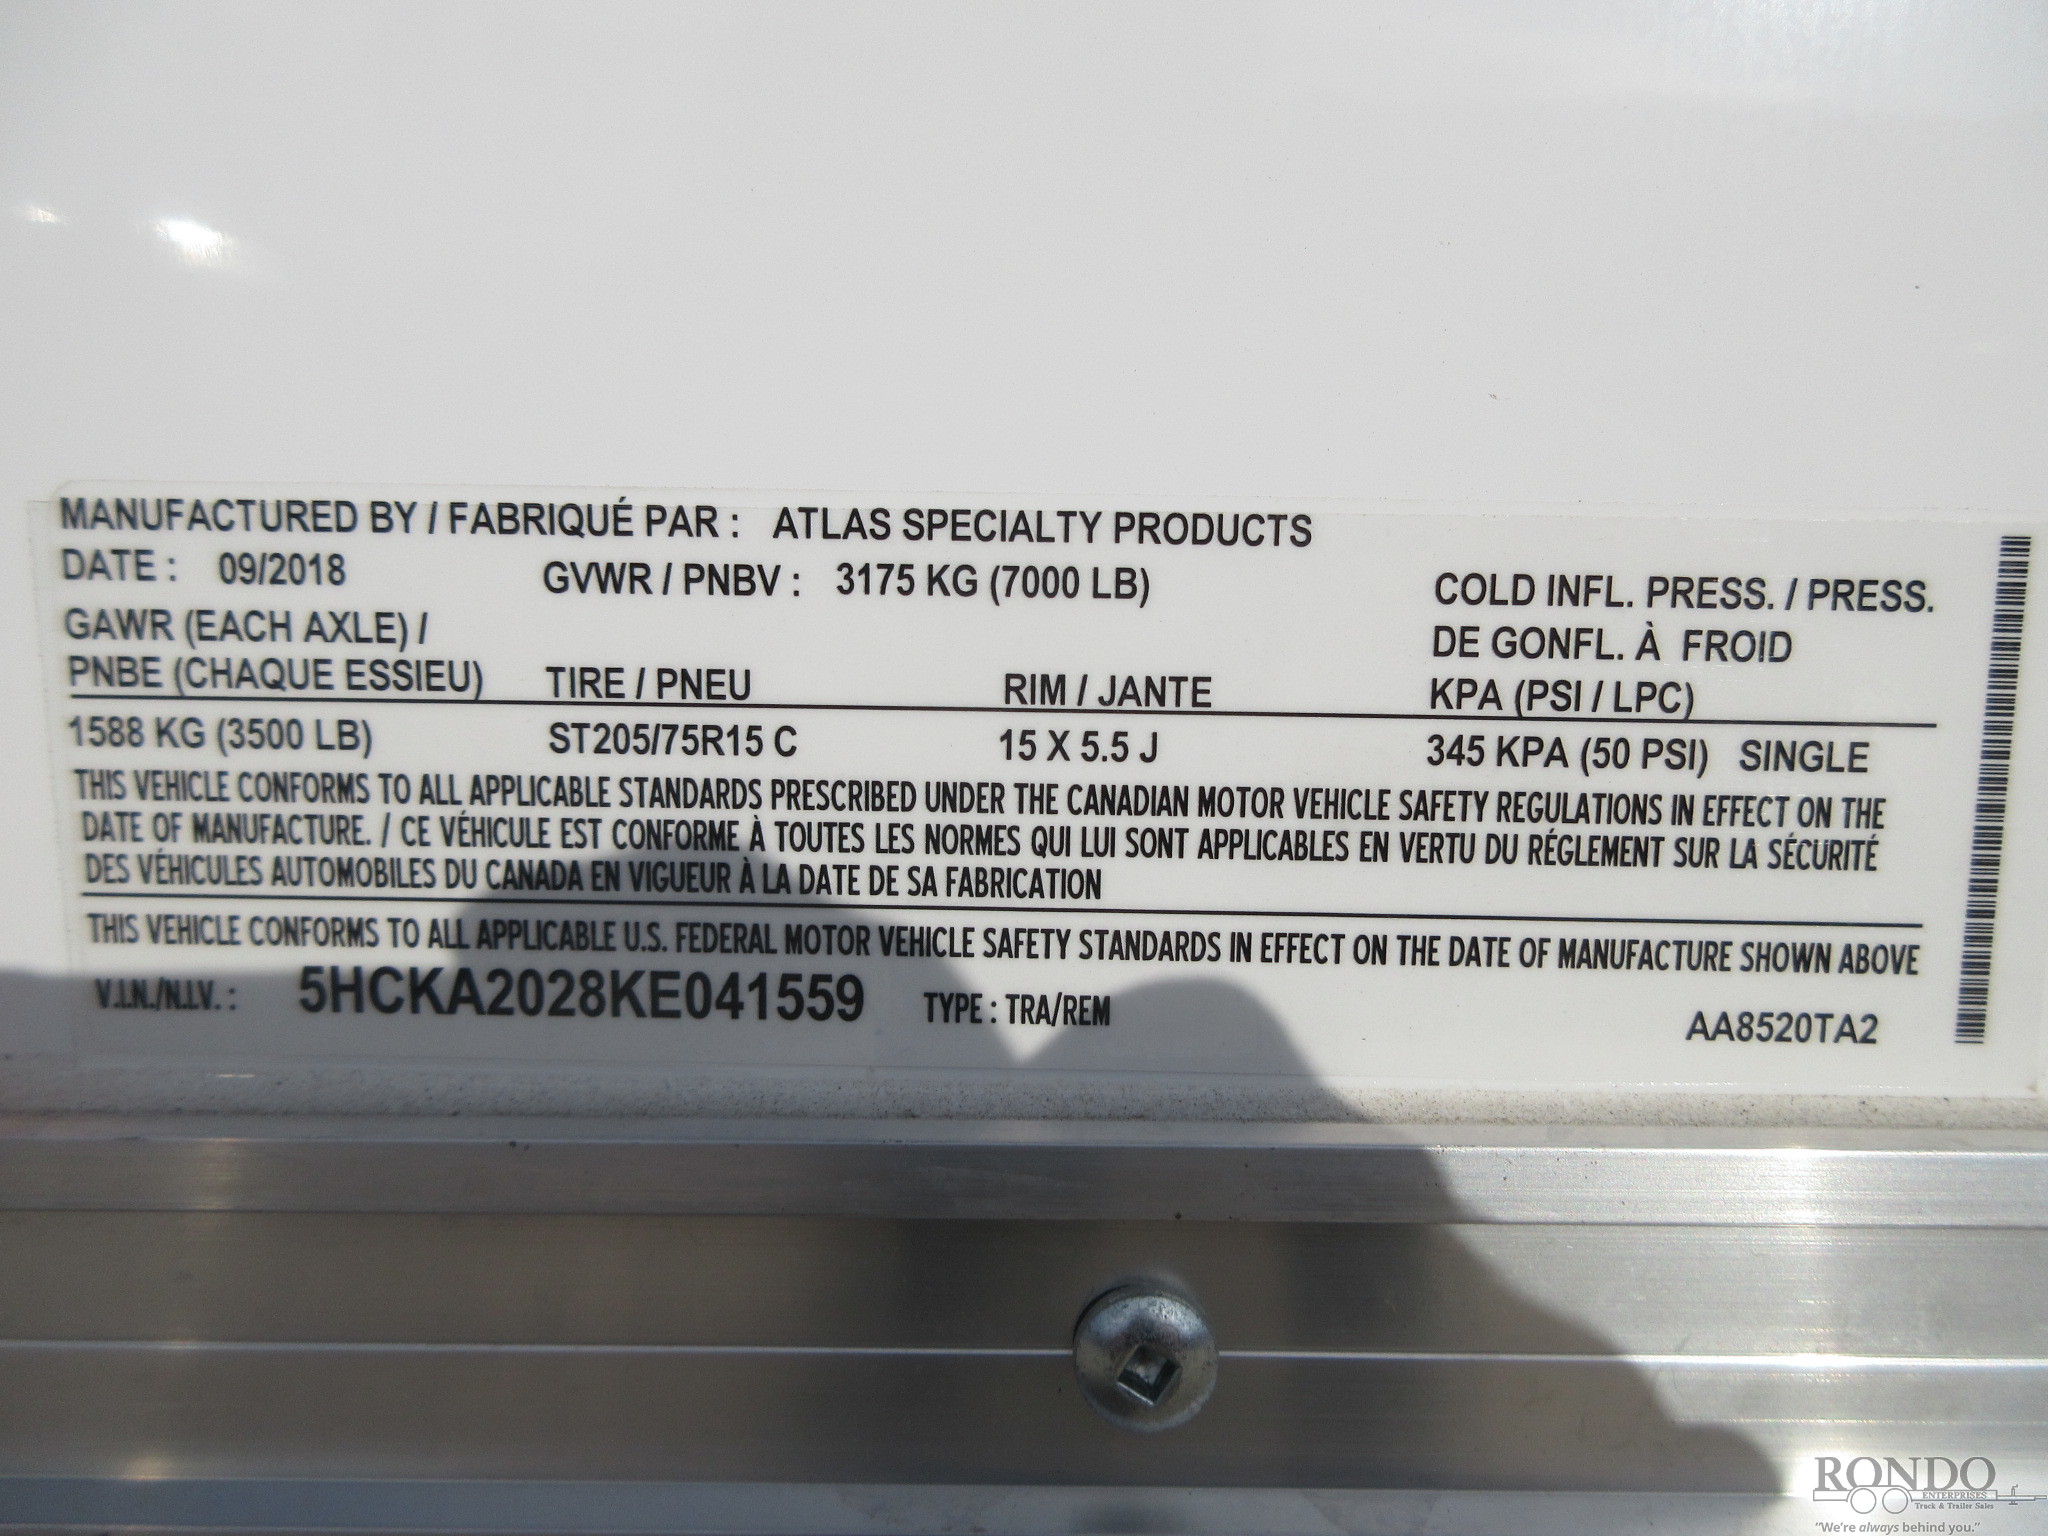 MANUFACTURED BY / FABRIQUÉ PAR : ATLAS SPECIALTY PRODUCTS
DATE : 09/2018 GVWR / PNBV : 3175 KG (7000 LB)
COLD INFL. PRESS. / PRESS.
DE GONFL. À FROID
GAWR (EACH AXLE) /
PNBE (CHAQUE ESSIEU) TIRE / PNEU RIM / JANTE KPA (PSI / LPC)
1588 KG (3500 LB) ST205/75R15 C 15 X 5.5 J 345 KPA (50 PSI) SINGLE
THIS VEHICLE CONFORMS TO ALL APPLICABLE STANDARDS PRESCRIBED UNDER THE CANADIAN MOTOR VEHICLE SAFETY REGULATIONS IN EFFECT ON THE
DATE OF MANUFACTURE. / CE VÉHICULE EST CONFORME À TOUTES LES NORMES QUI LUI SONT APPLICABLES EN VERTU DU RÉGLEMENT SUR LA SÉCURITÉ
DES VÉHICULES AUTOMOBILES DU CANADA EN VIGUEUR À LA DATE DE SA FABRICATION
THIS VEHICLE CONFORMS TO ALL APPLICABLE U.S. FEDERAL MOTOR VEHICLE SAFETY STANDARDS IN EFFECT ON THE DATE OF MANUFACTURE SHOWN ABOVE
V.I.N./N.I.V. : 5HCKA2028KE041559 TYPE : TRA/REM AA8520TA2
RONDO
ENTERPRISES
Truck & Trailer Sales
"We're always behind you."